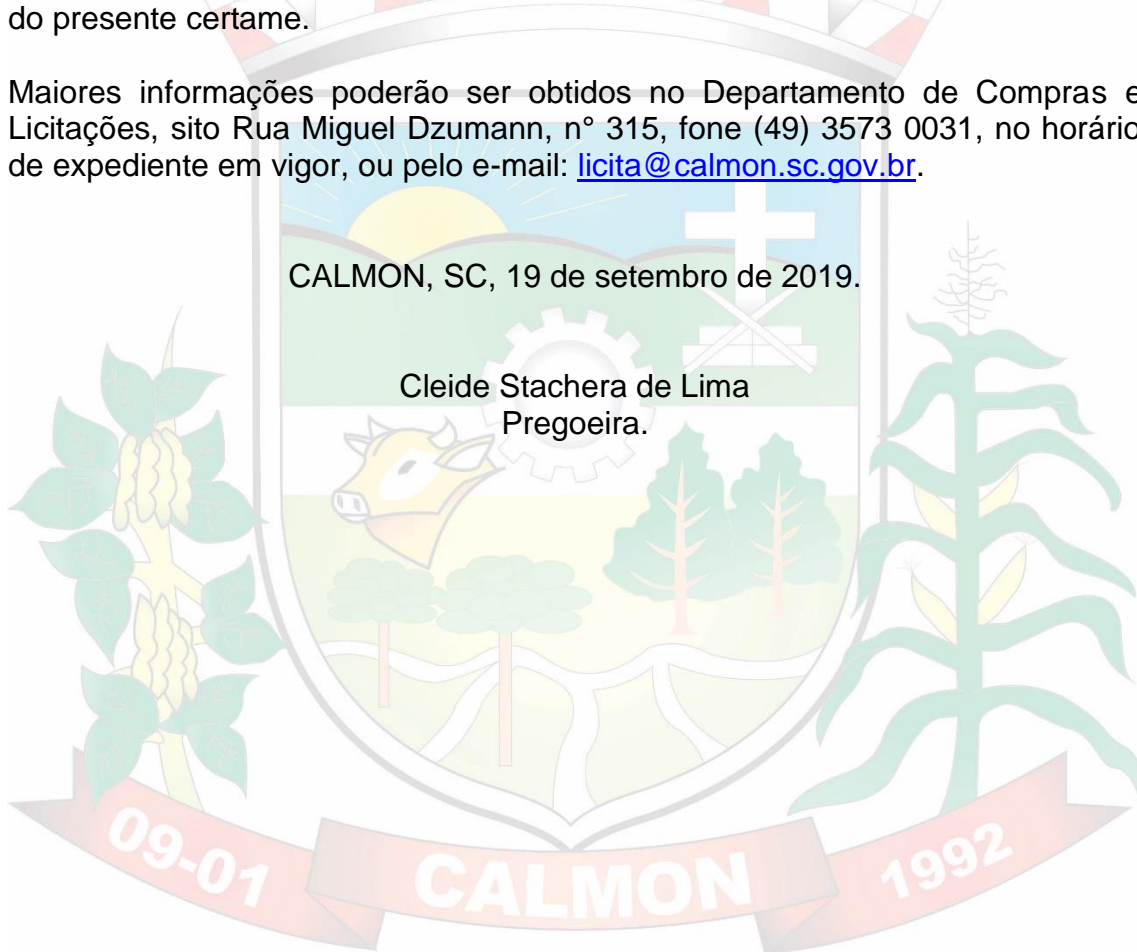 do presente certame.
Maiores informações poderão ser obtidos no Departamento de Compras e
Licitações, sito Rua Miguel Dzumann, n° 315, fone (49) 3573 0031, no horário
de expediente em vigor, ou pelo e-mail: licita@calmon.sc.gov.br.
CALMON, SC, 19 de setembro de 2019.
Cleide Stachera de Lima
Pregoeira.
09-01 CALMON 1992